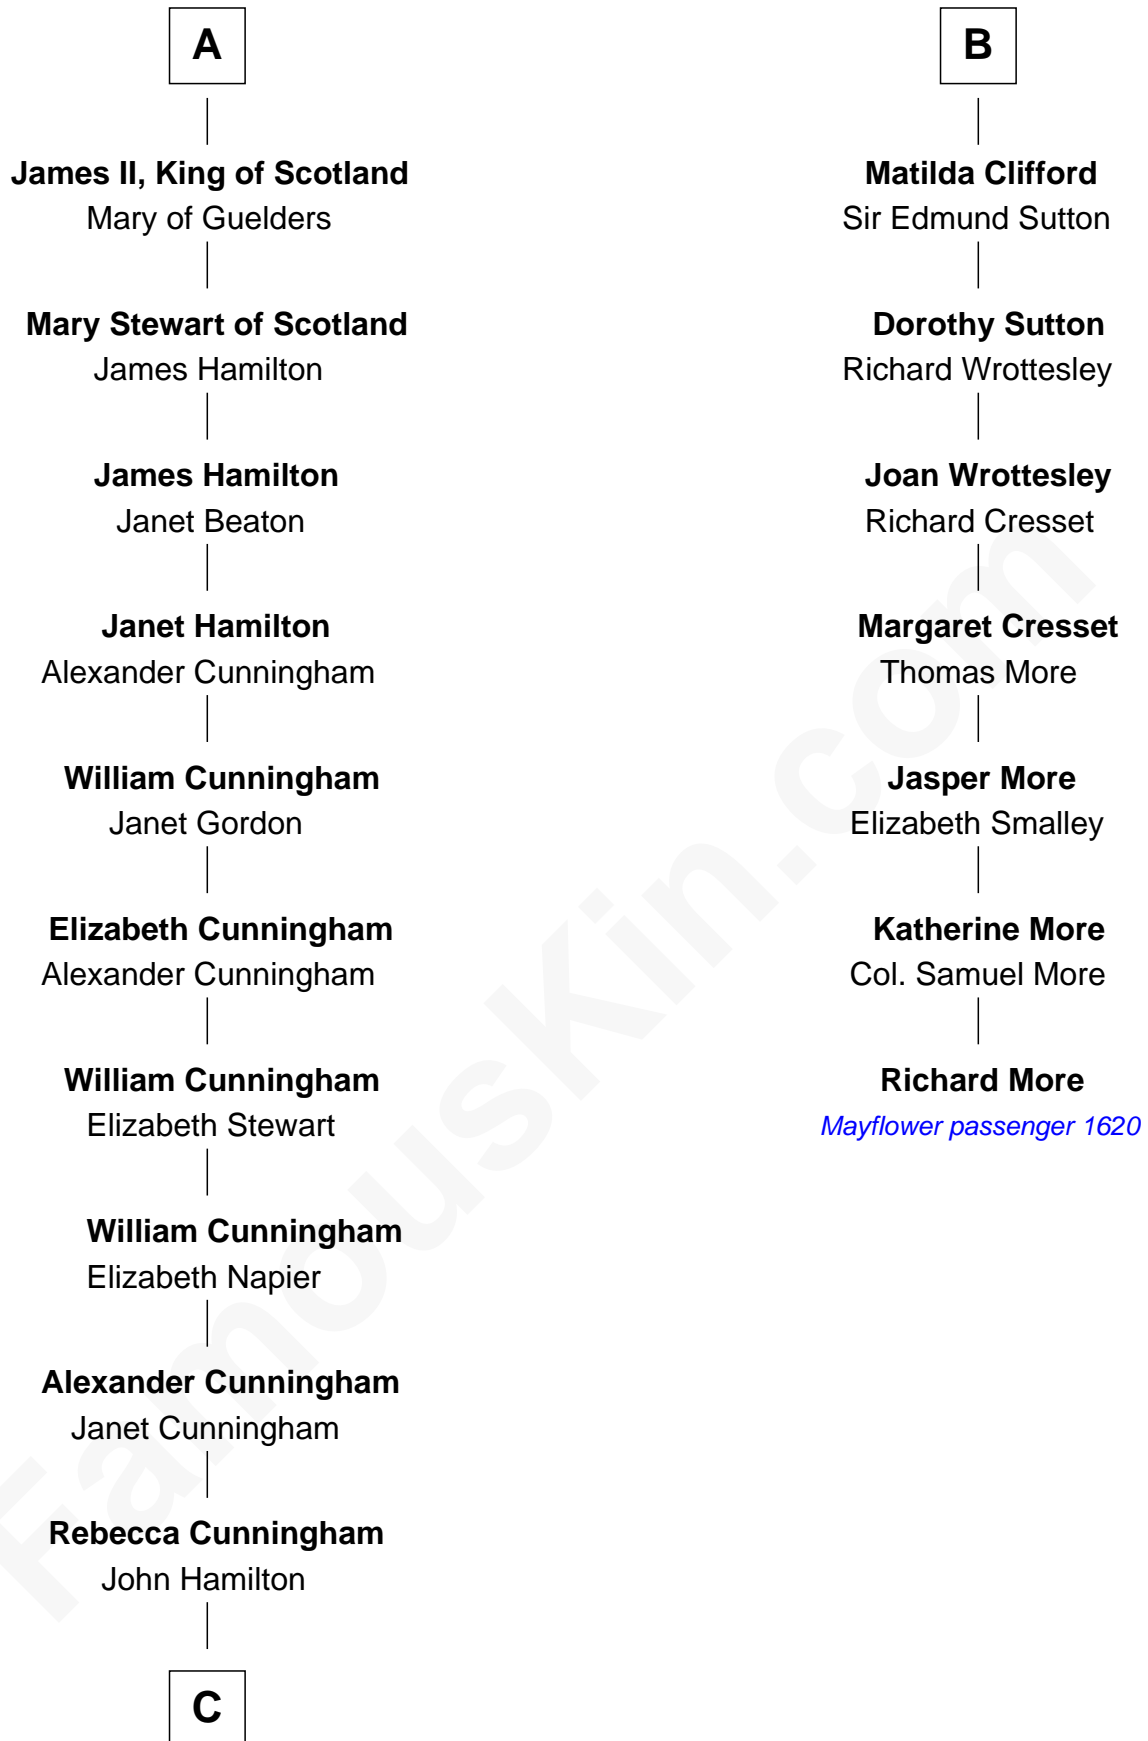 A
James II, King of Scotland
Mary of Guelders
Mary Stewart of Scotland
James Hamilton
James Hamilton
Janet Beaton
Janet Hamilton
Alexander Cunningham
William Cunningham
Janet Gordon
Elizabeth Cunningham
Alexander Cunningham
William Cunningham
Elizabeth Stewart
William Cunningham
Elizabeth Napier
Alexander Cunningham
Janet Cunningham
Rebecca Cunningham
John Hamilton
C
B
Matilda Clifford
Sir Edmund Sutton
Dorothy Sutton
Richard Wrottesley
Joan Wrottesley
Richard Cresset
Margaret Cresset
Thomas More
Jasper More
Elizabeth Smalley
Katherine More
Col. Samuel More
Richard More
Mayflower passenger 1620
FamousKin.com